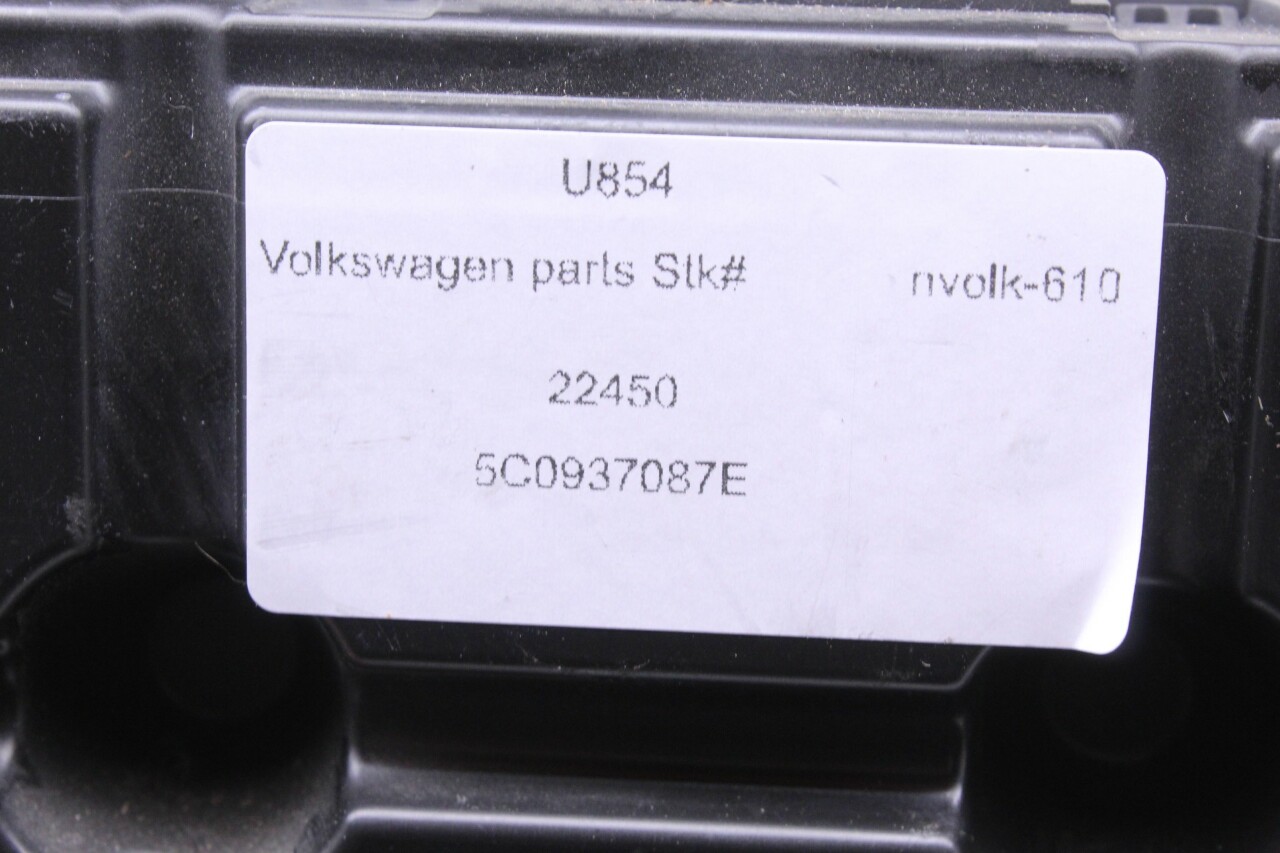 U854
Volkswagen parts Stk# nvolk-610
22450
5C0937087E